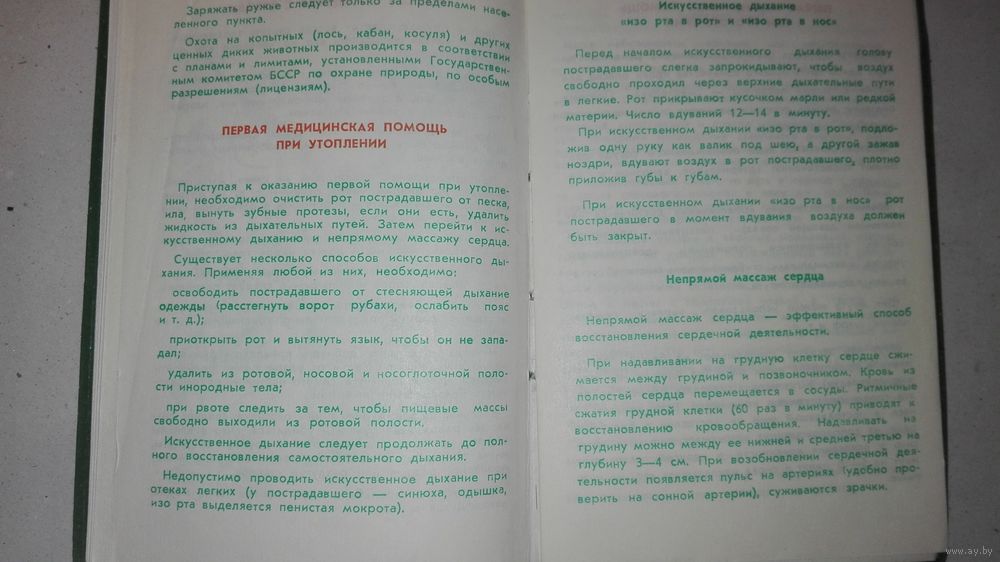 Заряжать ружье следует только за пределами насе-
ленного пункта.
Охота на копытных (лось, кабан, косуля) и других
ценных диких животных производится в соответствии
с планами и лимитами, установленными Государствен-
ным комитетом БССР по охране природы, по особым
разрешениям (лицензиям).
ПЕРВАЯ МЕДИЦИНСКАЯ ПОМОЩЬ
ПРИ УТОПЛЕНИИ
Приступая к оказанию первой помощи при утопле-
нии, необходимо очистить рот пострадавшего от песка,
ила, вынуть зубные протезы, если они есть, удалить
жидкость из дыхательных путей. Затем перейти к ис-
кусственному дыханию и непрямому массажу сердца.
Существует несколько способов искусственного ды-
хания. Применяя любой из них, необходимо:
освободить пострадавшего от стесняющей дыхание
одежды (расстегнуть ворот рубахи, ослабить пояс
и т. д.);
приоткрыть рот и вытянуть язык, чтобы он не запа-
дал;
удалить из ротовой, носовой и носоглоточной поло-
сти инородные тела;
при рвоте следить за тем, чтобы пищевые массы
свободно выходили из ротовой полости.
Искусственное дыхание следует продолжать до пол-
ного восстановления самостоятельного дыхания.
Недопустимо проводить искусственное дыхание при
отеках легких (у пострадавшего — синюха, одышка,
изо рта выделяется пенистая мокрота).
Искусственное дыхание
«изо рта в рот» и «изо рта в нос»
Перед началом искусственного дыхания голову
пострадавшего слегка запрокидывают, чтобы воздух
свободно проходил через верхние дыхательные пути
в легкие. Рот прикрывают кусочком марли или редкой
материи. Число вдуваний 12—14 в минуту.
При искусственном дыхании «изо рта в рот», подло-
жив одну руку как валик под шею, а другой зажав
ноздри, вдувают воздух в рот пострадавшего, плотно
приложив губы к губам.
При искусственном дыхании «изо рта в нос» рот
пострадавшего в момент вдувания воздуха должен
быть закрыт.
Непрямой массаж сердца
Непрямой массаж сердца — эффективный способ
восстановления сердечной деятельности.
При надавливании на грудную клетку сердце сжи-
мается между грудиной и позвоночником. Кровь из
полостей сердца перемещается в сосуды. Ритмичные
сжатия грудной клетки (60 раз в минуту) приводят к
восстановлению кровообращения. Надавливать на
грудину можно между ее нижней и средней третью на
глубину 3—4 см. При возобновлении сердечной дея-
тельности появляется пульс на артериях (удобно про-
верить на сонной артерии), суживаются зрачки.
www.ay.by